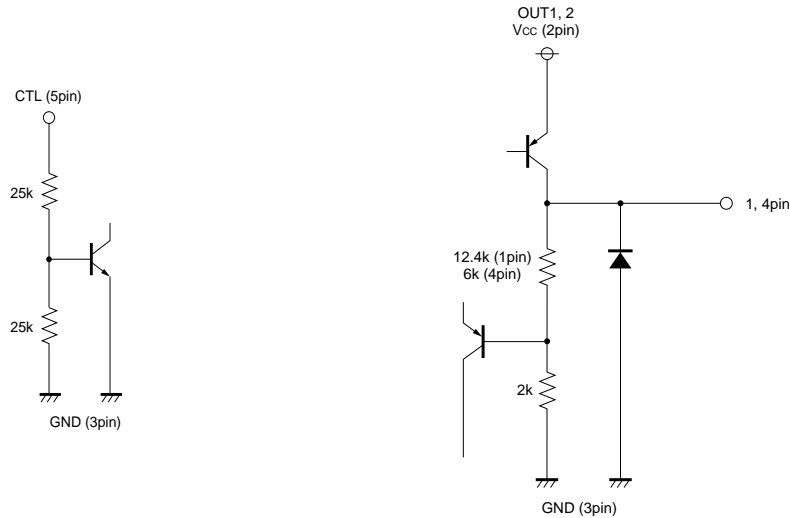 CTL (5pin)
25k
25k
GND (3pin)
OUT1, 2
Vcc (2pin)
1, 4pin
12.4k (1pin)
6k (4pin)
2k
GND (3pin)